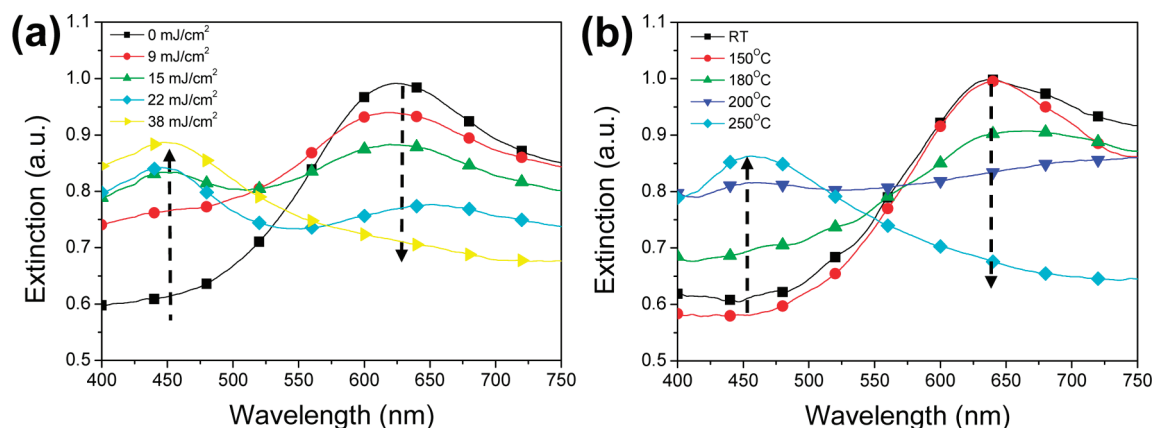 (a)
1.1
1.0
0.9
0.8
0.7
0.6
0.5
Extinction (a.u.)
0 mJ/cm²
9 mJ/cm²
15 mJ/cm²
22 mJ/cm²
38 mJ/cm²
400 450 500 550 600 650 700 750
Wavelength (nm)
(b)
1.1
1.0
0.9
0.8
0.7
0.6
0.5
Extinction (a.u.)
RT
150°C
180°C
200°C
250°C
400 450 500 550 600 650 700 750
Wavelength (nm)